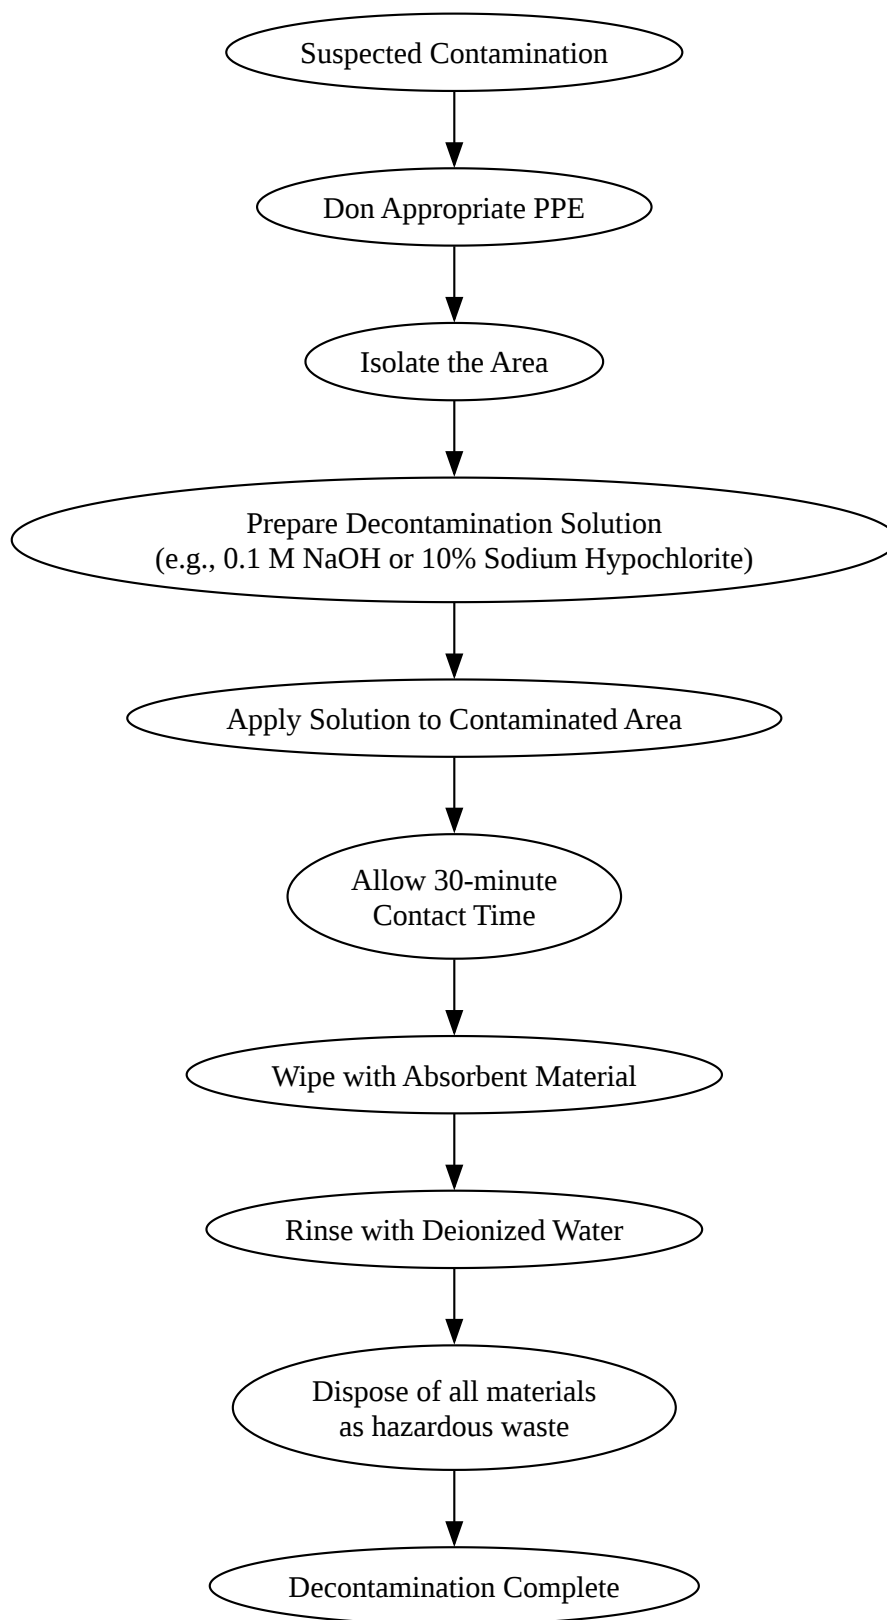 Suspected Contamination
Don Appropriate PPE
Isolate the Area
Prepare Decontamination Solution
(e.g., 0.1 M NaOH or 10% Sodium Hypochlorite)
Apply Solution to Contaminated Area
Allow 30-minute
Contact Time
Wipe with Absorbent Material
Rinse with Deionized Water
Dispose of all materials
as hazardous waste
Decontamination Complete